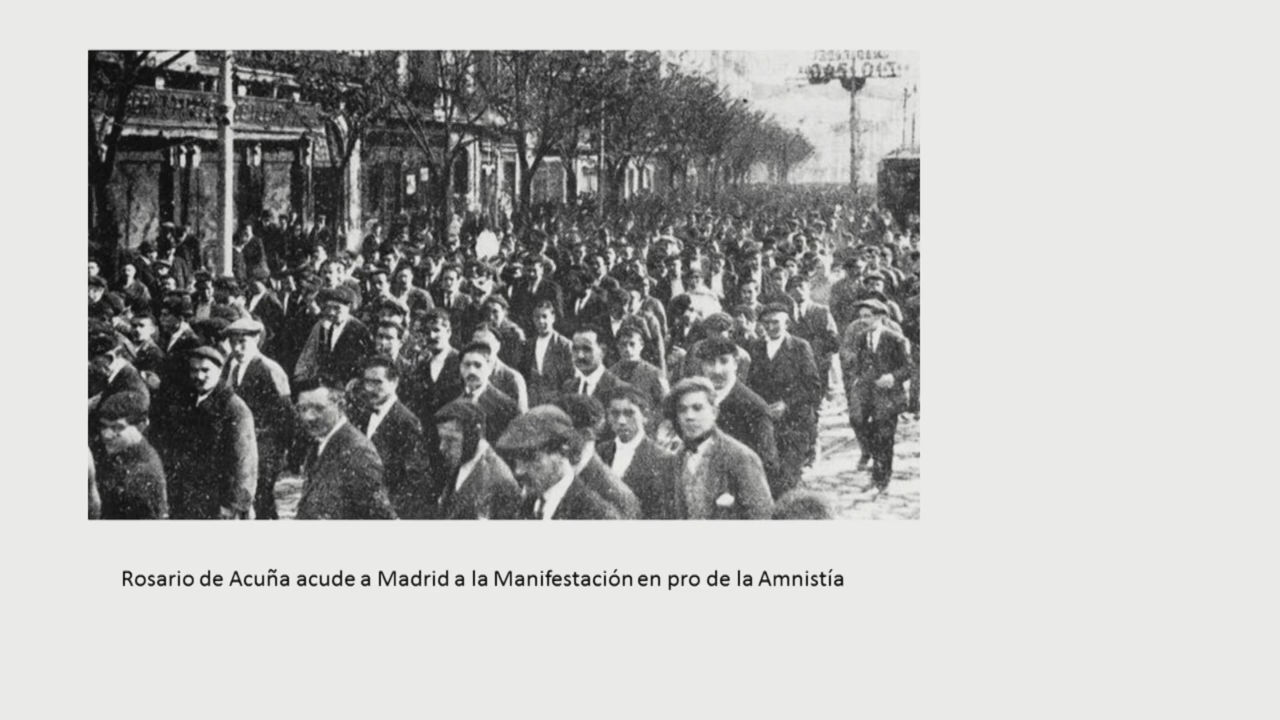 Rosario de Acuña acude a Madrid a la Manifestación en pro de la Amnistía